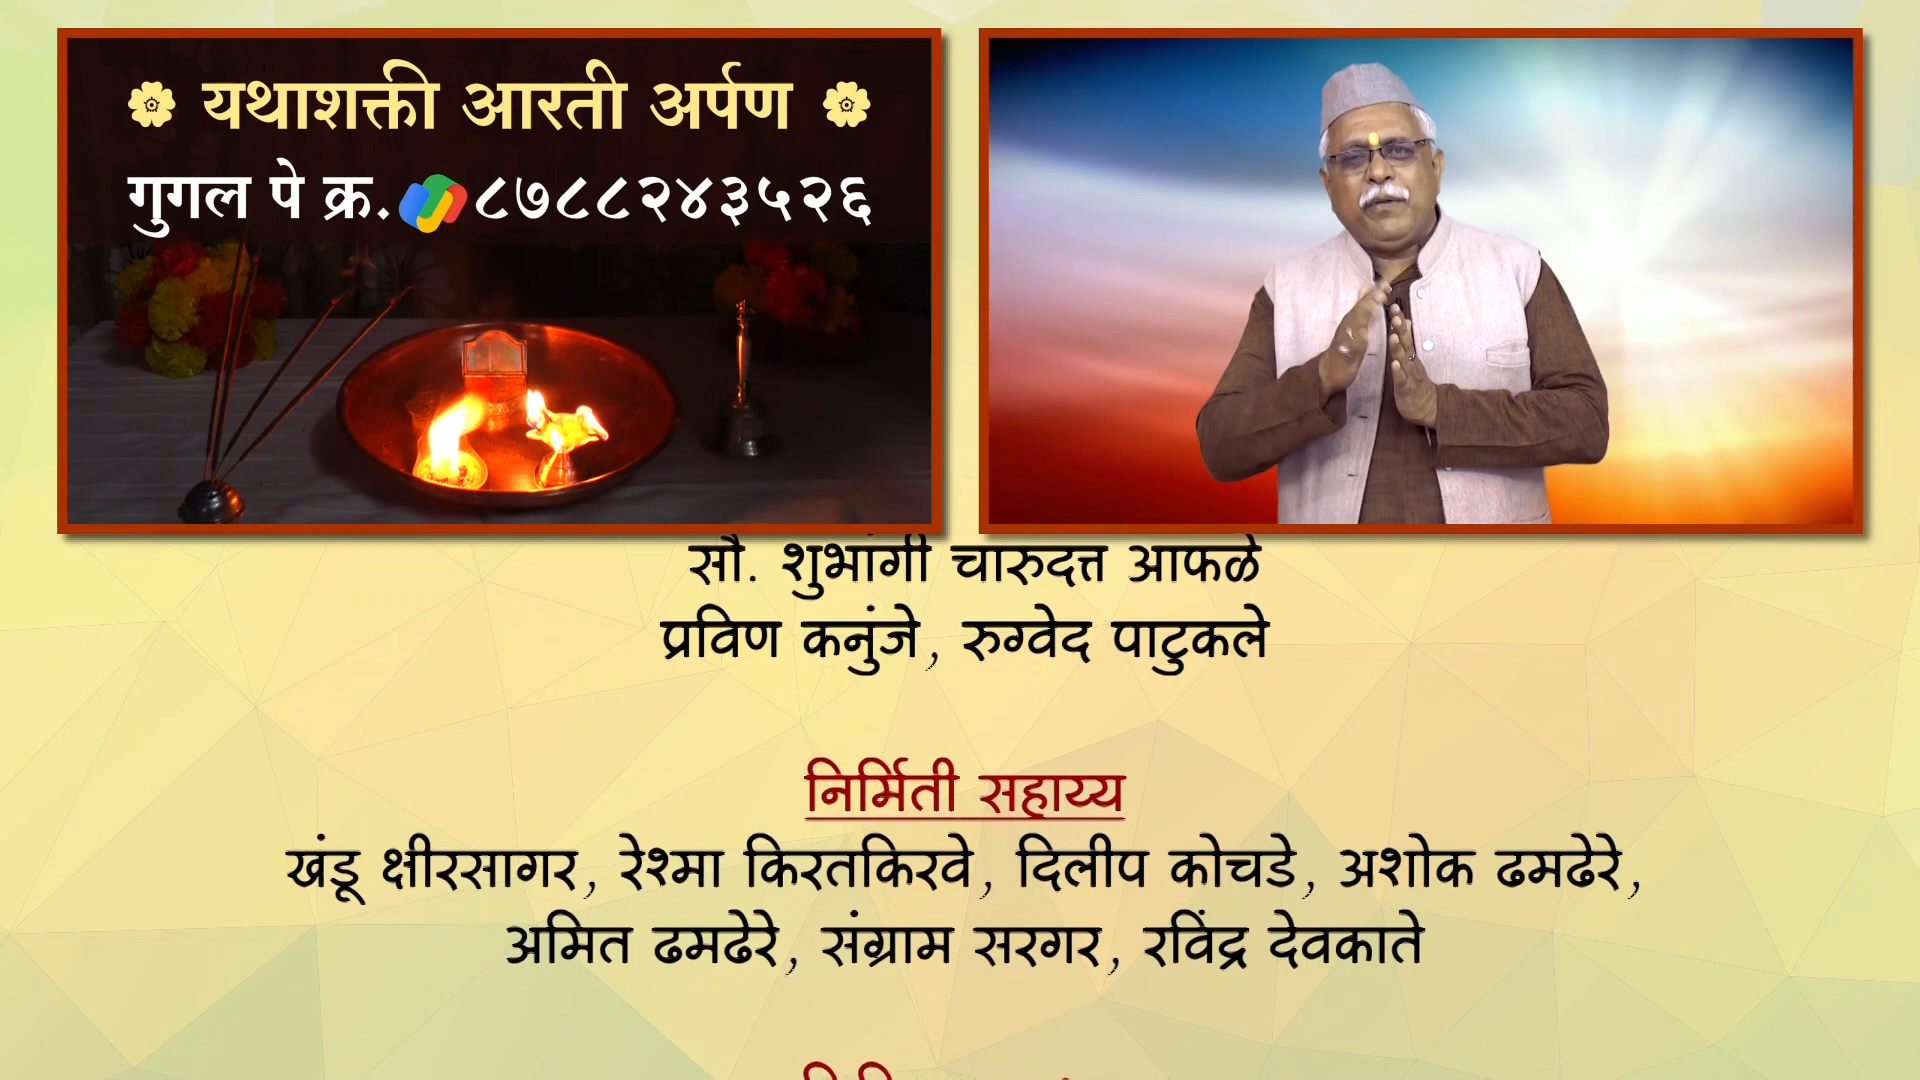 यथाशक्ती आरती अर्पण
गुगल पे क्र. ८७८८२४३५२६
सौ. शुभांगी चारुदत्त आफळे
प्रविण कनुंजे, रुग्वेद पाटुकले
निर्मिती सहाय्य
खंडू क्षीरसागर, रेश्मा किरतकिरवे, दिलीप कोचडे, अशोक ढमढेरे,
अमित ढमढेरे, संग्राम सरगर, रविंद्र देवकाते